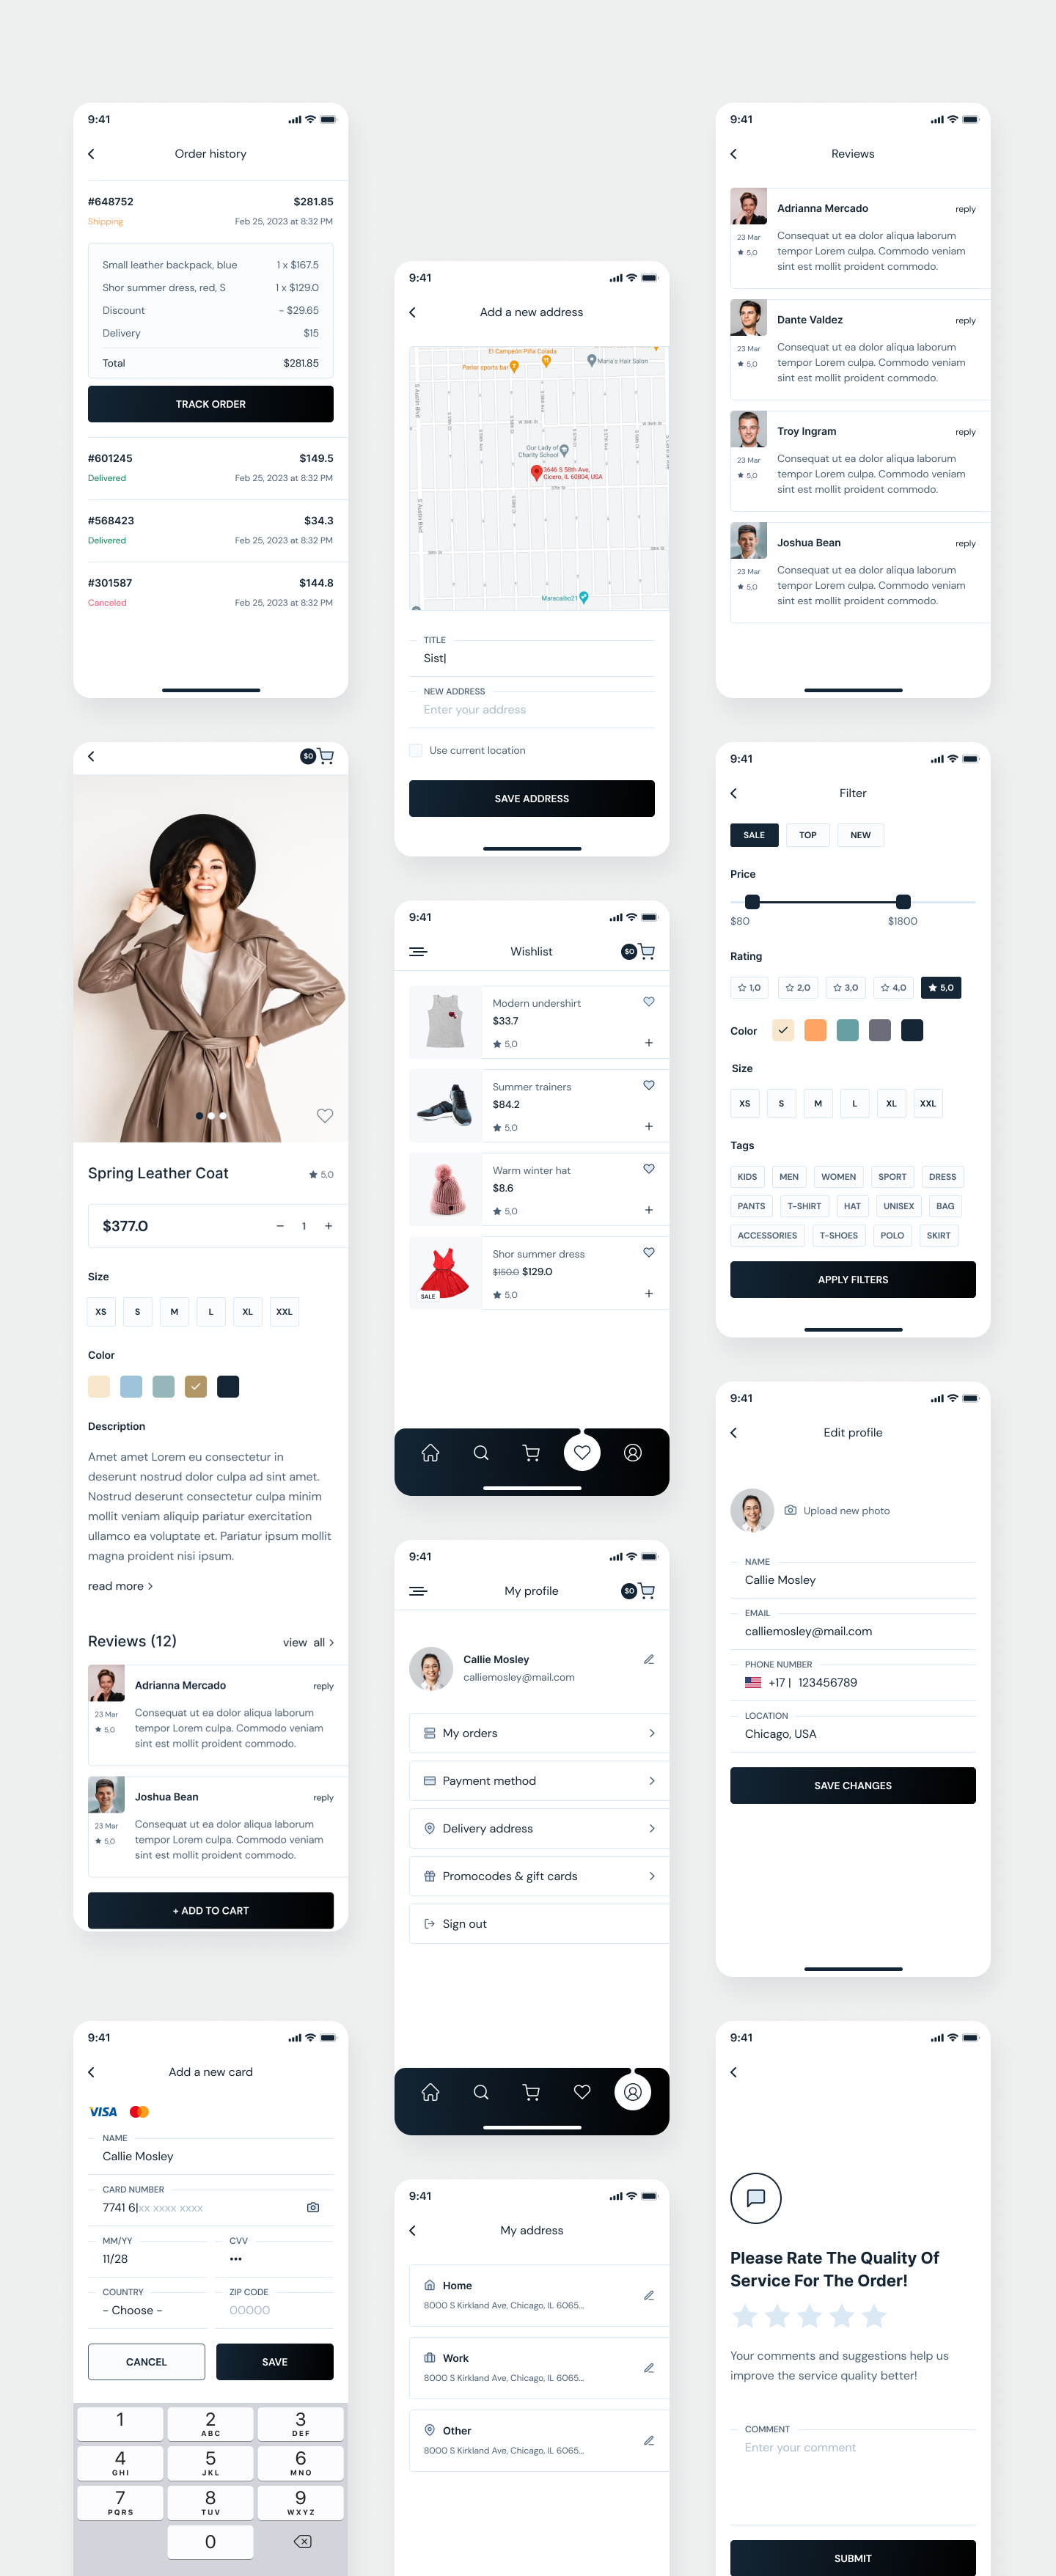 9:41
Order history
#648752 $281.85
Shipping Feb 25, 2023 at 8:32 PM
Small leather backpack, blue 1 x $167.5
Shor summer dress, red, S 1 x $129.0
Discount - $29.65
Delivery $15
Total $281.85
TRACK ORDER
#601245 $149.5
Delivered Feb 25, 2023 at 8:32 PM
#568423 $34.3
Delivered Feb 25, 2023 at 8:32 PM
#301587 $144.8
Canceled Feb 25, 2023 at 8:32 PM
$0
Spring Leather Coat 5,0
$377.0 − 1 +
Size
XS S M L XL XXL
Color
Description
Amet amet Lorem eu consectetur in
deserunt nostrud dolor culpa ad sint amet.
Nostrud deserunt consectetur culpa minim
mollit veniam aliquip pariatur exercitation
ullamco ea voluptate et. Pariatur ipsum mollit
magna proident nisi ipsum.
read more
Reviews (12) view all
Adrianna Mercado reply
23 Mar
5,0
Consequat ut ea dolor aliqua laborum
tempor Lorem culpa. Commodo veniam
sint est mollit proident commodo.
Joshua Bean reply
23 Mar
5,0
Consequat ut ea dolor aliqua laborum
tempor Lorem culpa. Commodo veniam
sint est mollit proident commodo.
+ ADD TO CART
9:41
Add a new card
VISA
NAME
Callie Mosley
CARD NUMBER
7741 6|xx xxxx xxxx
MM/YY CVV
11/28 •••
COUNTRY ZIP CODE
- Choose - 00000
CANCEL SAVE
1 2 3
ABC DEF
4 5 6
GHI JKL MNO
7 8 9
PQRS TUV WXYZ
0
9:41
Add a new address
El Campeón Piña Colada
Parlor sports bar
Maria's Hair Salon
S Austin Blvd
Our Lady of
Charity School
3646 S 58th Ave,
Cicero, IL 60804, USA
S Austin Blvd
Maracaibo21
TITLE
Sist|
NEW ADDRESS
Enter your address
Use current location
SAVE ADDRESS
9:41
Wishlist $0
Modern undershirt
$33.7
5,0 +
Summer trainers
$84.2
5,0 +
Warm winter hat
$8.6
5,0 +
Shor summer dress
$150.0 $129.0
SALE
5,0 +
9:41
My profile $0
Callie Mosley
calliemosley@mail.com
My orders
Payment method
Delivery address
Promocodes & gift cards
Sign out
9:41
My address
Home
8000 S Kirkland Ave, Chicago, IL 6065...
Work
8000 S Kirkland Ave, Chicago, IL 6065...
Other
8000 S Kirkland Ave, Chicago, IL 6065...
9:41
Reviews
Adrianna Mercado reply
23 Mar
5,0
Consequat ut ea dolor aliqua laborum
tempor Lorem culpa. Commodo veniam
sint est mollit proident commodo.
Dante Valdez reply
23 Mar
5,0
Consequat ut ea dolor aliqua laborum
tempor Lorem culpa. Commodo veniam
sint est mollit proident commodo.
Troy Ingram reply
23 Mar
5,0
Consequat ut ea dolor aliqua laborum
tempor Lorem culpa. Commodo veniam
sint est mollit proident commodo.
Joshua Bean reply
23 Mar
5,0
Consequat ut ea dolor aliqua laborum
tempor Lorem culpa. Commodo veniam
sint est mollit proident commodo.
9:41
Filter
SALE TOP NEW
Price
$80 $1800
Rating
1,0 2,0 3,0 4,0 5,0
Color
Size
XS S M L XL XXL
Tags
KIDS MEN WOMEN SPORT DRESS
PANTS T-SHIRT HAT UNISEX BAG
ACCESSORIES T-SHOES POLO SKIRT
APPLY FILTERS
9:41
Edit profile
Upload new photo
NAME
Callie Mosley
EMAIL
calliemosley@mail.com
PHONE NUMBER
+17 | 123456789
LOCATION
Chicago, USA
SAVE CHANGES
9:41
Please Rate The Quality Of
Service For The Order!
Your comments and suggestions help us
improve the service quality better!
COMMENT
Enter your comment
SUBMIT